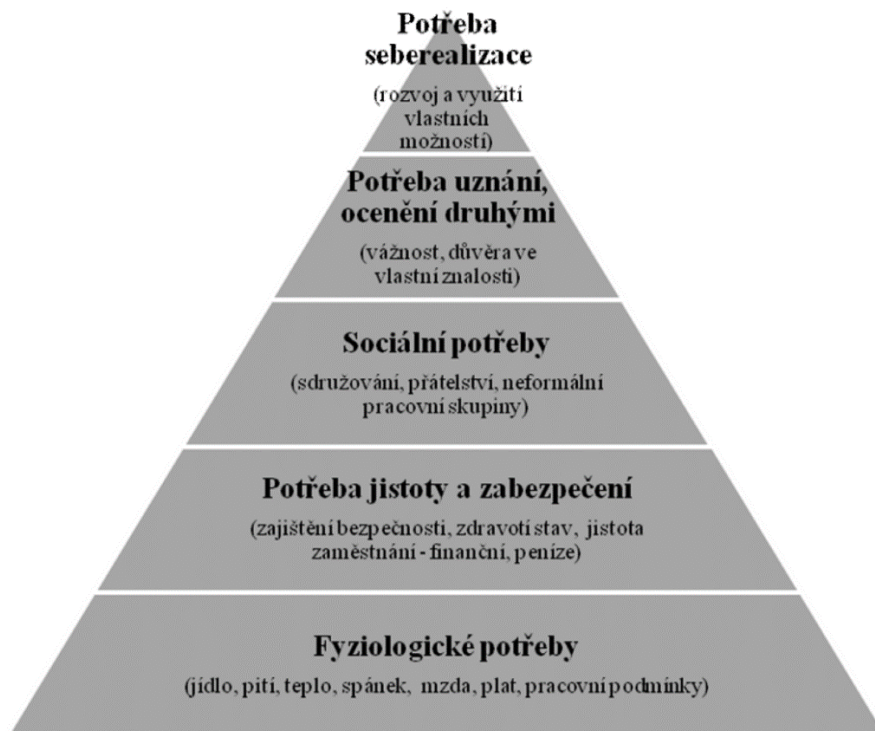 Potřeba
seberealizace
(rozvoj a využití
vlastních
možností)
Potřeba uznání,
ocenění druhými
(vážnost, důvěra ve
vlastní znalosti)
Sociální potřeby
(sdružování, přátelství, neformální
pracovní skupiny)
Potřeba jistoty a zabezpečení
(zajištění bezpečnosti, zdravotí stav, jistota
zaměstnání - finanční, peníze)
Fyziologické potřeby
(jídlo, pití, teplo, spánek, mzda, plat, pracovní podmínky)